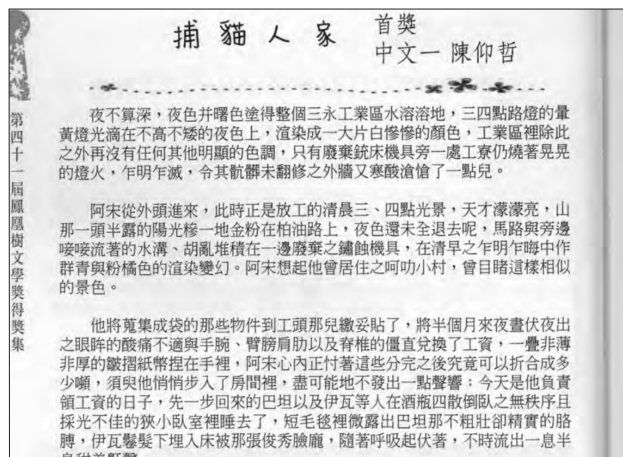 捕貓人家
首獎
中文一 陳仰哲
第四十一屆鳳凰樹文學獎得獎集
夜不算深，夜色并曙色塗得整個三永工業區水溶溶地，三四點路燈的暈
黃燈光滴在不高不矮的夜色上，渲染成一大片白慘慘的顏色，工業區裡除此
之外再沒有任何其他明顯的色調，只有廢棄銑床機具旁一處工寮仍燒著晃晃
的燈火，乍明乍滅，令其骯髒未翻修之外牆又寒酸滄愴了一點兒。
阿宋從外頭進來，此時正是放工的清晨三、四點光景，天才濛濛亮，山
那一頭半露的陽光穇一地金粉在柏油路上，夜色還未全退去呢，馬路與旁邊
唼唼流著的水溝、胡亂堆積在一邊廢棄之鏽蝕機具，在清早之乍明乍晦中作
群青與粉橘色的渲染變幻。阿宋想起他曾居住之呵叻小村，曾目睹這樣相似
的景色。
他將蒐集成袋的那些物件到工頭那兒繳妥貼了，將半個月來夜晝伏夜出
之眼眸的酸痛不適與手腕、臂膀肩肋以及脊椎的僵直兌換了工資，一疊非薄
非厚的皺摺紙幣捏在手裡，阿宋心內正忖著這些分完之後究竟可以折合成多
少噸，須臾他悄悄步入了房間裡，盡可能地不發出一點聲響：今天是他負責
領工資的日子，先一步回來的巴坦以及伊瓦等人在酒瓶四散倒臥之無秩序且
採光不佳的狹小臥室裡睡去了，短毛毯裡微露出巴坦那不粗壯卻精實的胳
膊，伊瓦鬈髮下埋入床被那張俊秀臉龐，隨著呼吸起伏著，不時流出一息半